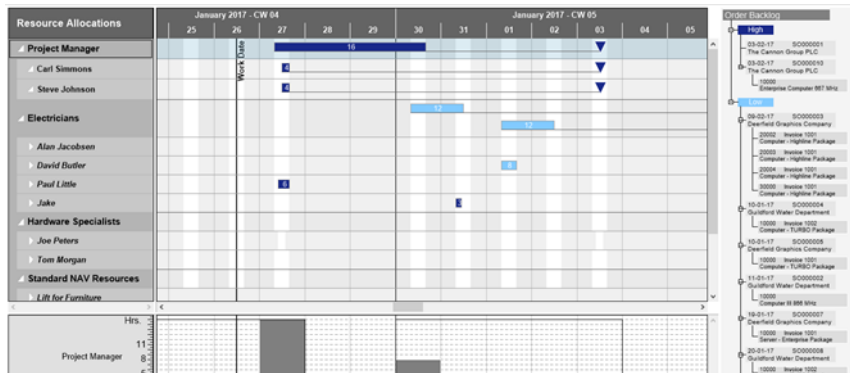 Resource Allocations
January 2017 - CW 04
January 2017 - CW 05
25 26 27 28 29 30 31 01 02 03 04 05
Work Date
Project Manager
16
Carl Simmons
4
Steve Johnson
4
Electricians
12
12
Alan Jacobsen
David Butler
8
Paul Little
6
Jake
3
Hardware Specialists
Joe Peters
Tom Morgan
Standard NAV Resources
Lift for Furniture
Hrs.
11
Project Manager
8
5
Order Backlog
High
03-02-17 SO000001
The Cannon Group PLC
03-02-17 SO000010
The Cannon Group PLC
10000
Enterprise Computer 667 MHz
Low
09-02-17 SO000003
Deerfield Graphics Company
20002 Invoice 1001
Computer - Highline Package
20003 Invoice 1001
Computer - Highline Package
20004 Invoice 1001
Computer - Highline Package
30000 Invoice 1001
Computer - Highline Package
10-01-17 SO000004
Guildford Water Department
10000 Invoice 1002
Computer - TURBO Package
10-01-17 SO000005
Deerfield Graphics Company
10000 Invoice 1001
Computer - TURBO Package
11-01-17 SO000002
Guildford Water Department
10000
Computer III 866 MHz
19-01-17 SO000007
Deerfield Graphics Company
10000 Invoice 1001
Server - Enterprise Package
20-01-17 SO000008
Guildford Water Department
10000 Invoice 1002